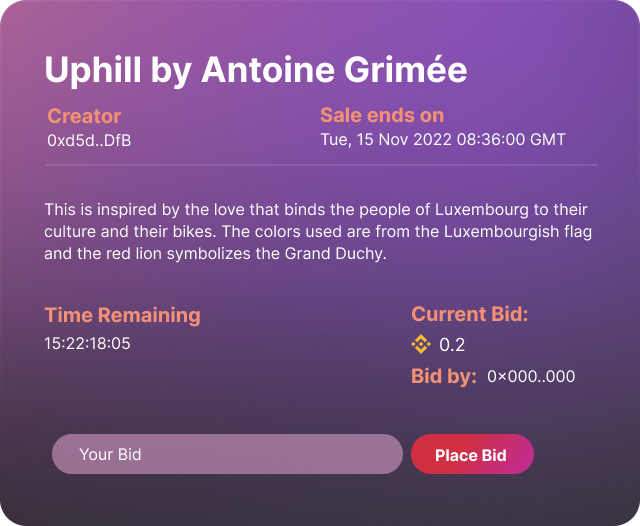 Uphill by Antoine Grimée
Creator
0xd5d..DfB
Sale ends on
Tue, 15 Nov 2022 08:36:00 GMT
This is inspired by the love that binds the people of Luxembourg to their
culture and their bikes. The colors used are from the Luxembourgish flag
and the red lion symbolizes the Grand Duchy.
Time Remaining
15:22:18:05
Current Bid:
0.2
Bid by: 0×000..000
Your Bid
Place Bid